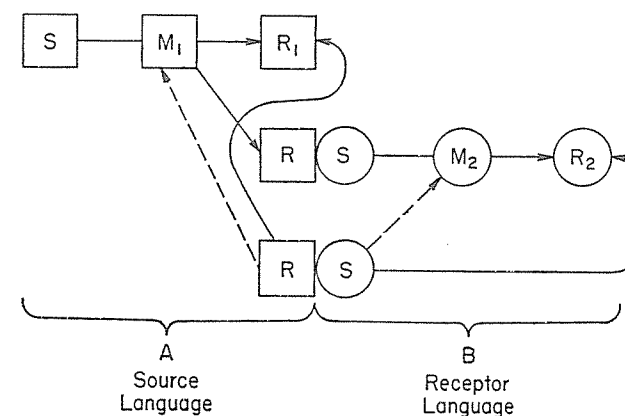 S M₁ R₁
R S M₂ R₂
R S
A B
Source Receptor
Language Language